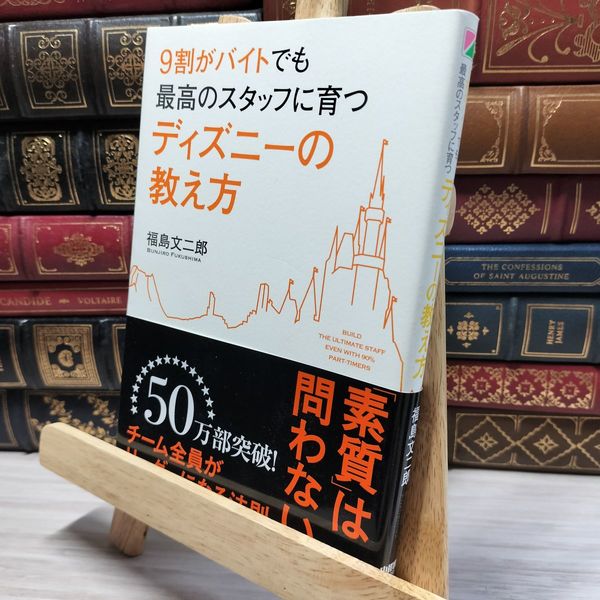 9割がバイトでも
最高のスタッフに育つ
ディズニーの
教え方
福島文二郎
BUNJIRO FUKUSHIMA
BUILD
THE ULTIMATE STAFF
EVEN WITH 90%
PART-TIMERS
「素質」は
問わない
50万部突破!
チーム全員が
最高のスタッフに育つ
ディズニーの教え方
福島文二郎
CANDIDE
VOLTAIRE
THE CONFESSIONS
OF SAINT AUGUSTINE
HENRY
JAMES